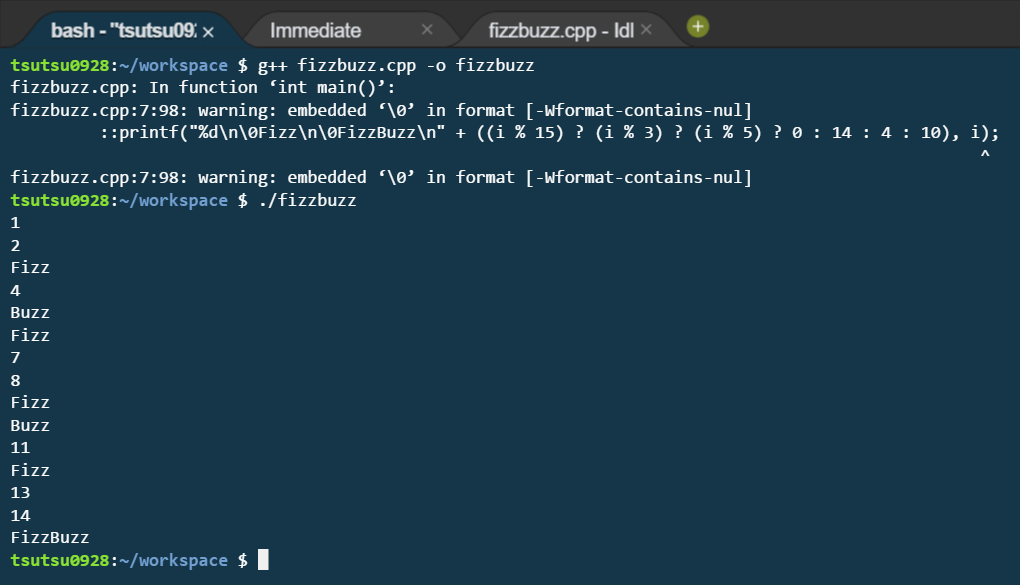 bash - "tsutsu092 × Immediate × fizzbuzz.cpp - Idl ×
tsutsu0928:~/workspace $ g++ fizzbuzz.cpp -o fizzbuzz
fizzbuzz.cpp: In function ‘int main()’:
fizzbuzz.cpp:7:98: warning: embedded ‘\0’ in format [-Wformat-contains-nul]
::printf("%d\n\0Fizz\n\0FizzBuzz\n" + ((i % 15) ? (i % 3) ? (i % 5) ? 0 : 14 : 4 : 10), i);
^
fizzbuzz.cpp:7:98: warning: embedded ‘\0’ in format [-Wformat-contains-nul]
tsutsu0928:~/workspace $ ./fizzbuzz
1
2
Fizz
4
Buzz
Fizz
7
8
Fizz
Buzz
11
Fizz
13
14
FizzBuzz
tsutsu0928:~/workspace $